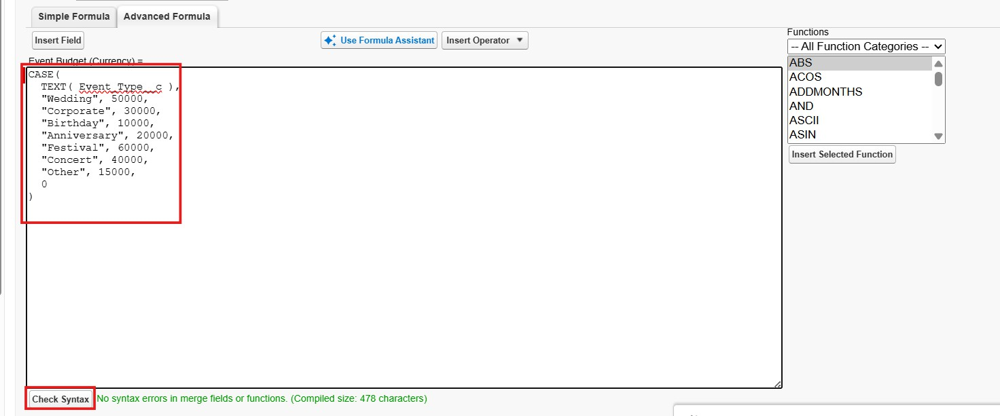 Simple Formula
Advanced Formula
Insert Field
Use Formula Assistant
Insert Operator
Functions
-- All Function Categories --
ABS
ACOS
ADDMONTHS
AND
ASCII
ASIN
Insert Selected Function
Event Budget (Currency) =
CASE(
  TEXT( Event_Type__c ),
  "Wedding", 50000,
  "Corporate", 30000,
  "Birthday", 10000,
  "Anniversary", 20000,
  "Festival", 60000,
  "Concert", 40000,
  "Other", 15000,
  0
)
Check Syntax
No syntax errors in merge fields or functions. (Compiled size: 478 characters)